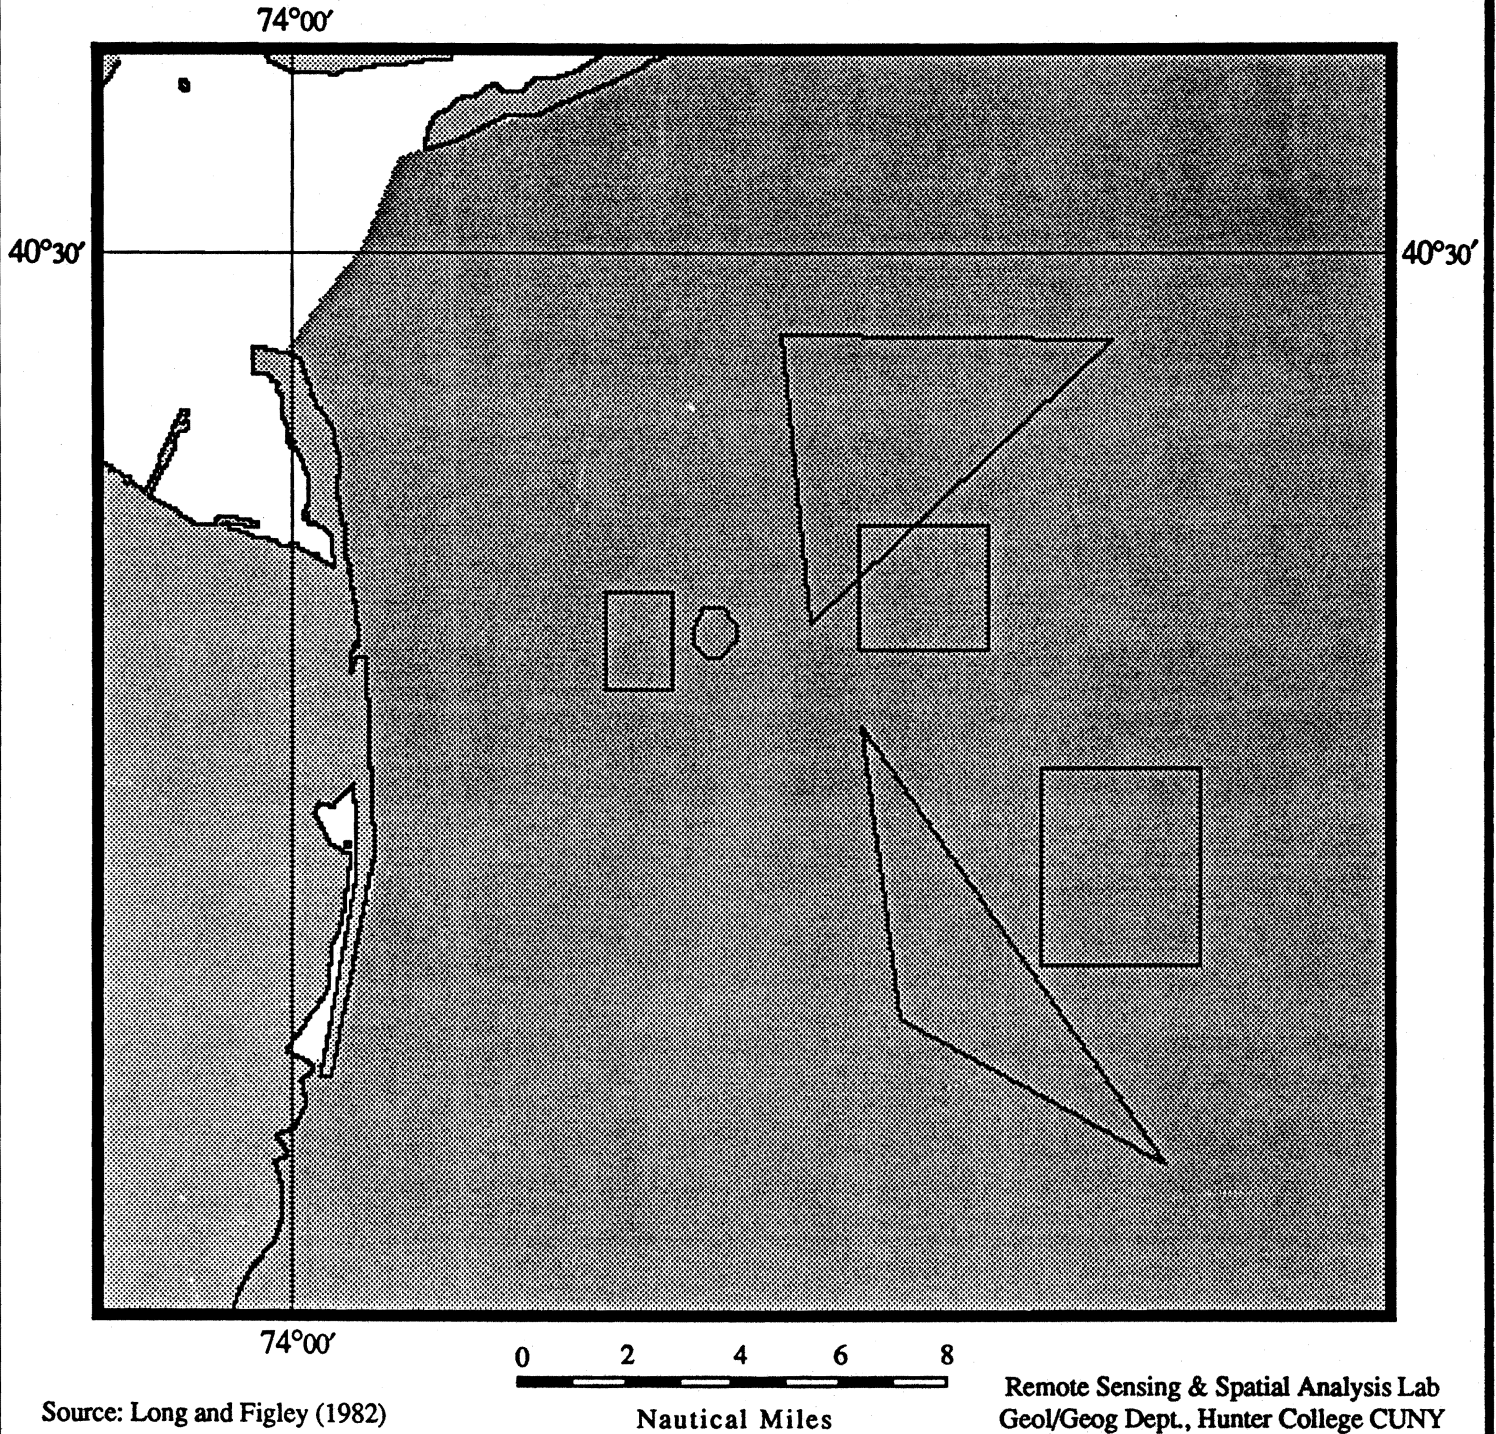 74°00′
40°30′
40°30′
74°00′
0 2 4 6 8
Nautical Miles
Source: Long and Figley (1982)
Remote Sensing & Spatial Analysis Lab
Geol/Geog Dept., Hunter College CUNY